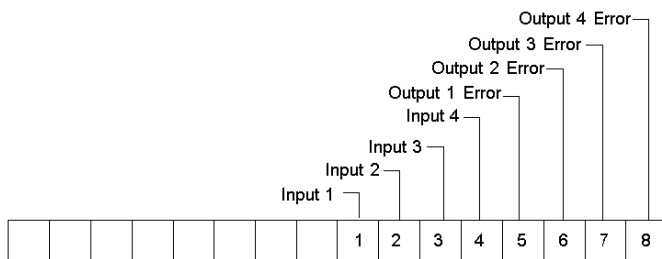 Output 4 Error
Output 3 Error
Output 2 Error
Output 1 Error
Input 4
Input 3
Input 2
Input 1
1 2 3 4 5 6 7 8